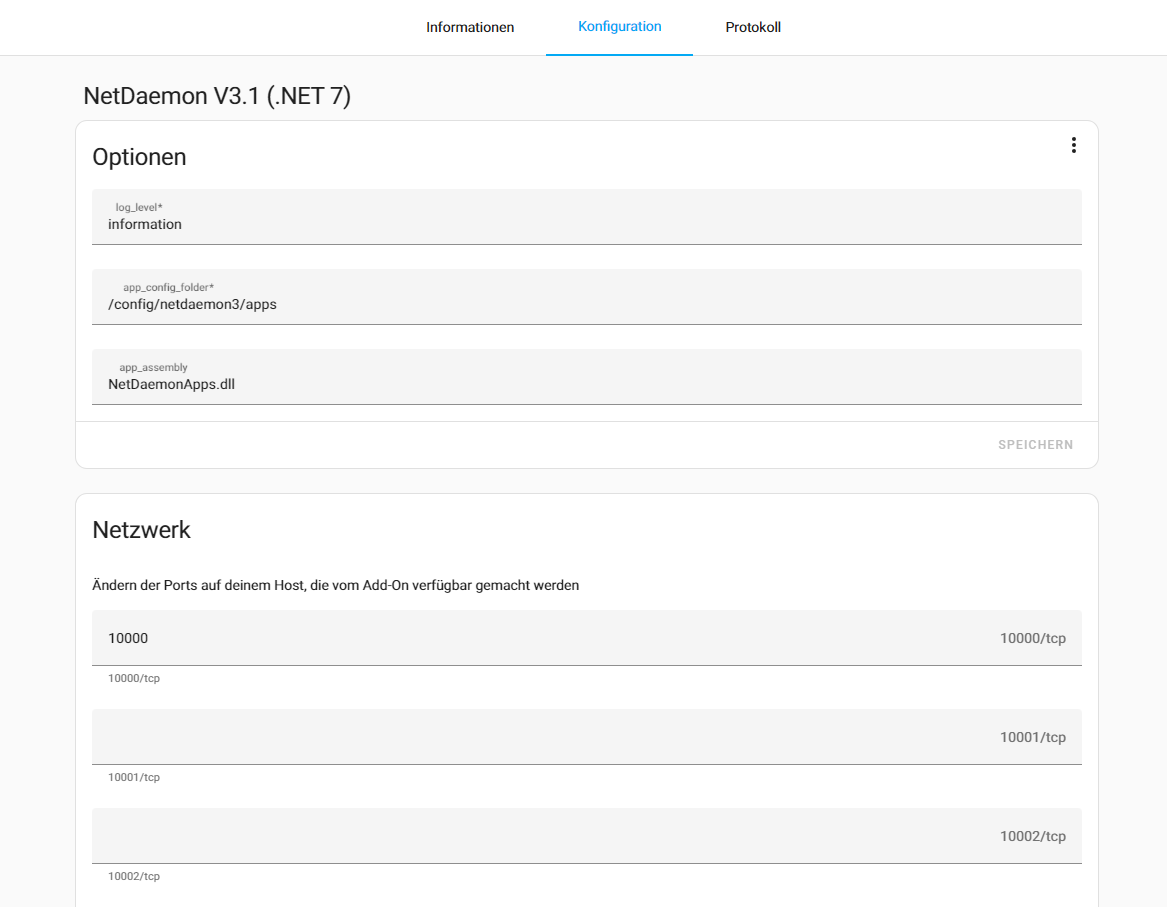 Informationen
Konfiguration
Protokoll
NetDaemon V3.1 (.NET 7)
Optionen
log_level*
information
app_config_folder*
/config/netdaemon3/apps
app_assembly
NetDaemonApps.dll
SPEICHERN
Netzwerk
Ändern der Ports auf deinem Host, die vom Add-On verfügbar gemacht werden
10000 10000/tcp
10000/tcp
10001/tcp
10001/tcp
10002/tcp
10002/tcp